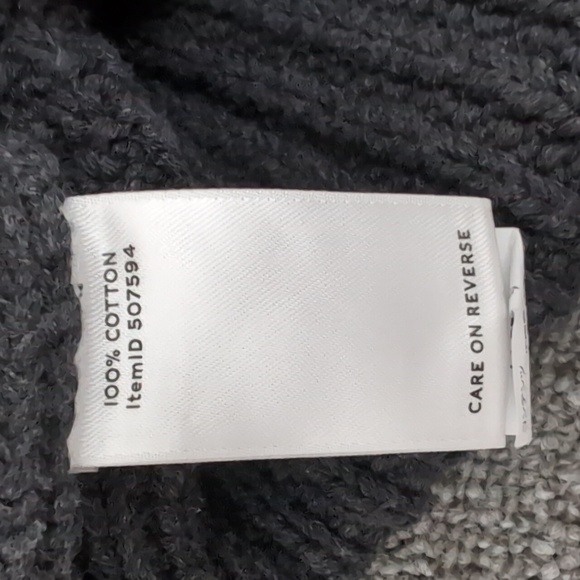 100% COTTON
ItemID 507594
CARE ON REVERSE